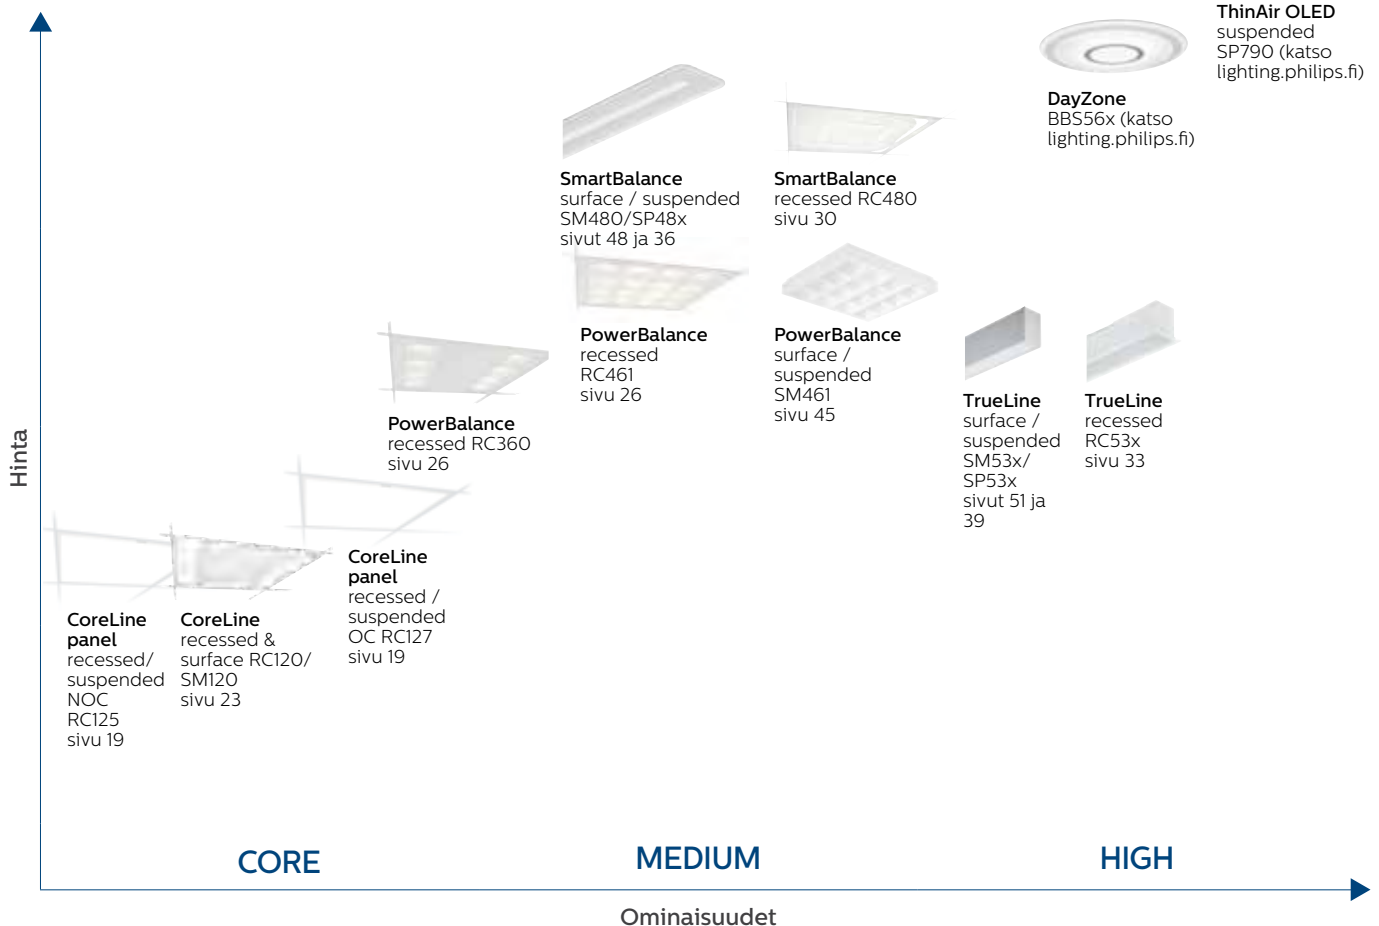 ThinAir OLED
suspended
SP790 (katso
lighting.philips.fi)
DayZone
BBS56x (katso
lighting.philips.fi)
SmartBalance
surface / suspended
SM480/SP48x
sivut 48 ja 36
SmartBalance
recessed RC480
sivu 30
PowerBalance
recessed
RC461
sivu 26
PowerBalance
surface /
suspended
SM461
sivu 45
TrueLine
surface /
suspended
SM53x/
SP53x
sivut 51 ja
39
TrueLine
recessed
RC53x
sivu 33
PowerBalance
recessed RC360
sivu 26
Hinta
CoreLine
panel
recessed /
suspended
OC RC127
sivu 19
CoreLine
panel
recessed/
suspended
NOC
RC125
sivu 19
CoreLine
recessed &
surface RC120/
SM120
sivu 23
CORE
MEDIUM
HIGH
Ominaisuudet